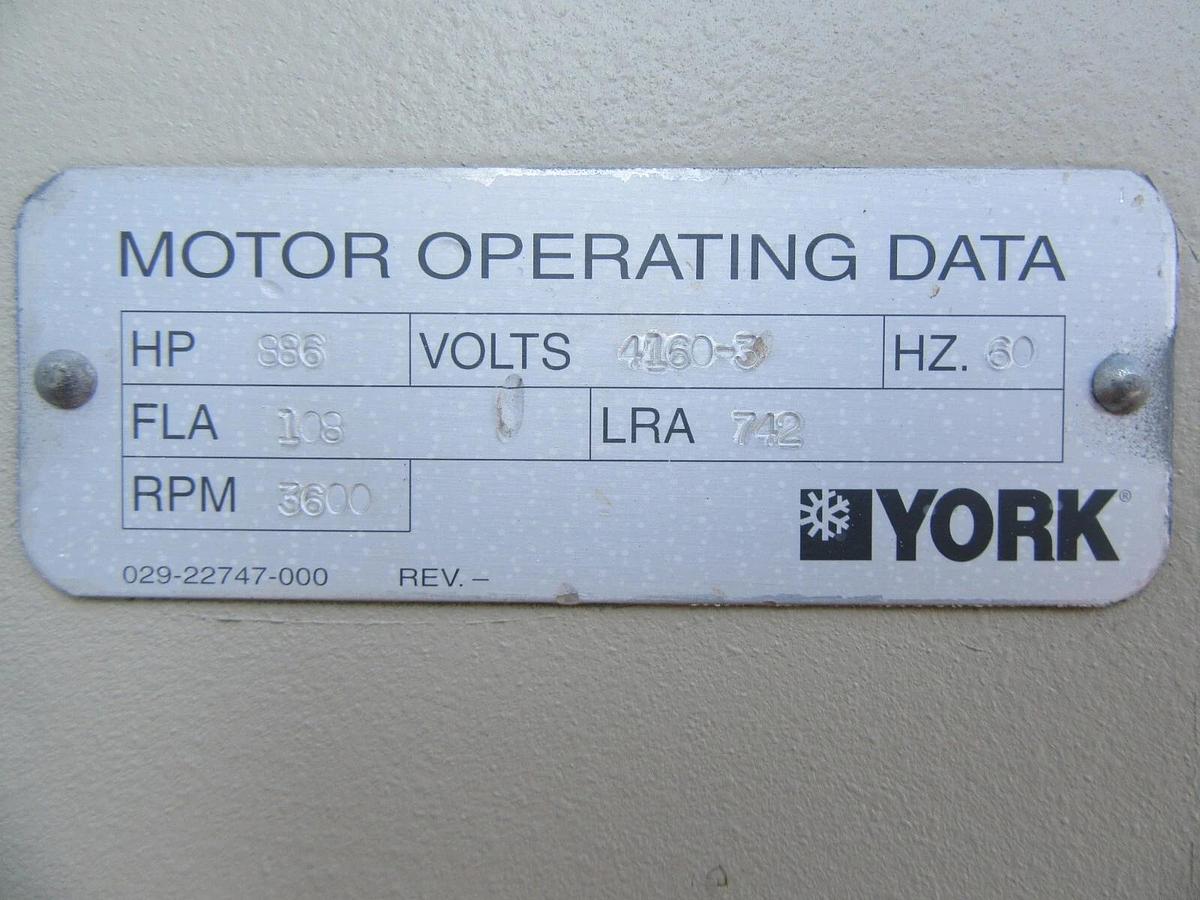 MOTOR OPERATING DATA
HP 886 VOLTS 4160-3 HZ. 60
FLA 108 LRA 742
RPM 3600
YORK®
029-22747-000 REV. –